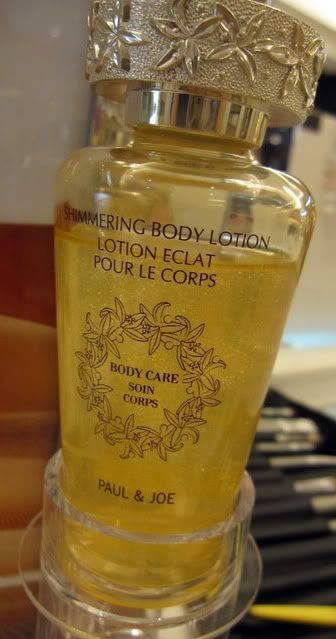 SHIMMERING BODY LOTION
LOTION ECLAT
POUR LE CORPS
BODY CARE
SOIN
CORPS
PAUL & JOE